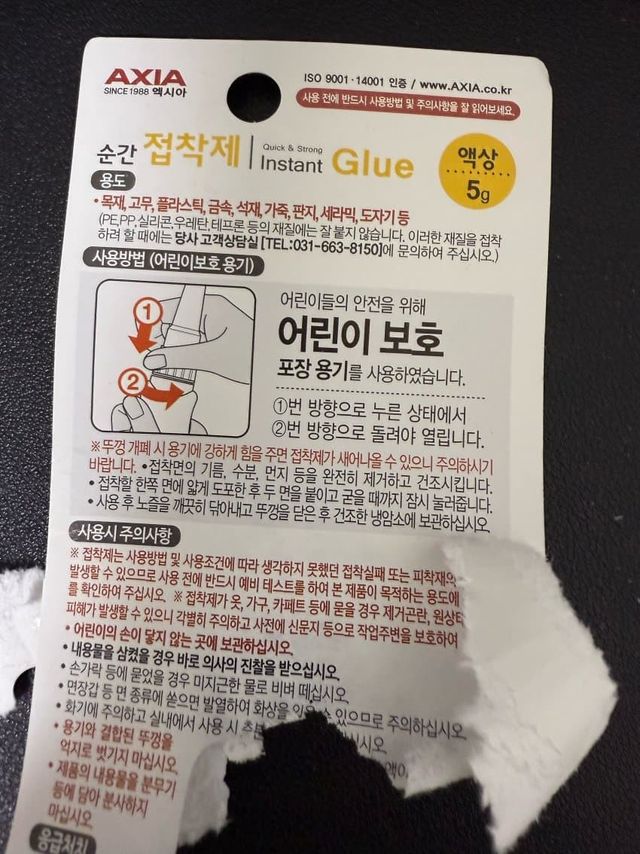 AXIA
SINCE 1988 엑시아
ISO 9001·14001 인증 / www.AXIA.co.kr
사용 전에 반드시 사용방법 및 주의사항을 잘 읽어보세요.
순간 접착제 | Quick & Strong Instant Glue
액상
5g
용도
• 목재, 고무, 플라스틱, 금속, 석재, 가죽, 판지, 세라믹, 도자기 등
(PE,PP,실리콘,우레탄,테프론 등의 재질에는 잘 붙지 않습니다. 이러한 재질을 접착
하려 할 때에는 당사 고객상담실 [TEL:031-663-8150]에 문의하여 주십시오.)
사용방법 (어린이보호 용기)
1
2
어린이들의 안전을 위해
어린이 보호
포장 용기를 사용하였습니다.
①번 방향으로 누른 상태에서
②번 방향으로 돌려야 열립니다.
※뚜껑 개폐 시 용기에 강하게 힘을 주면 접착제가 새어나올 수 있으니 주의하시기
바랍니다. •접착면의 기름, 수분, 먼지 등을 완전히 제거하고 건조시킵니다.
• 접착할 한쪽 면에 얇게 도포한 후 두 면을 붙이고 굳을 때까지 잠시 눌러줍니다.
• 사용 후 노즐을 깨끗히 닦아내고 뚜껑을 닫은 후 건조한 냉암소에 보관하십시오.
사용시 주의사항
※ 접착제는 사용방법 및 사용조건에 따라 생각하지 못했던 접착실패 또는 피착재의
발생할 수 있으므로 사용 전에 반드시 예비 테스트를 하여 본 제품이 목적하는 용도에
를 확인하여 주십시오. ※ 접착제가 옷, 가구, 카페트 등에 묻을 경우 제거곤란, 원상
피해가 발생할 수 있으니 각별히 주의하고 사전에 신문지 등으로 작업주변을 보호하여
• 어린이의 손이 닿지 않는 곳에 보관하십시오.
• 내용물을 삼켰을 경우 바로 의사의 진찰을 받으십시오.
• 손가락 등에 묻었을 경우 미지근한 물로 비벼 떼십시오.
• 면장갑 등 면 종류에 쏟으면 발열하여 화상을 입을 수 있으므로 주의하십시오.
• 화기에 주의하고 실내에서 사용 시 십시오.
• 용기와 결합된 뚜껑을
억지로 벗기지 마십시오.
• 제품의 내용물을 분무기
등에 담아 분사하지
마십시오.
응급처치